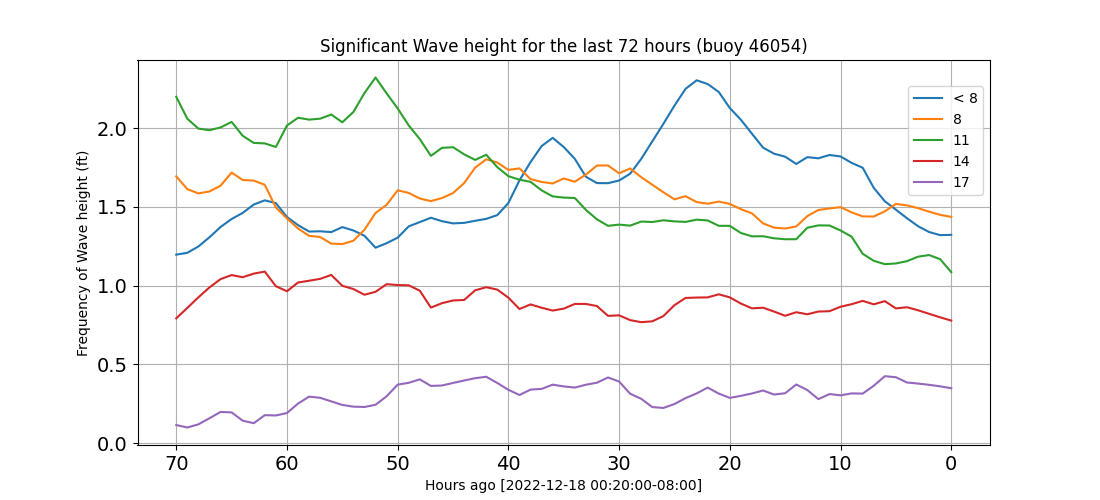 Significant Wave height for the last 72 hours (buoy 46054)
Frequency of Wave height (ft)
2.0
1.5
1.0
0.5
0.0
< 8
8
11
14
17
70 60 50 40 30 20 10 0
Hours ago [2022-12-18 00:20:00-08:00]